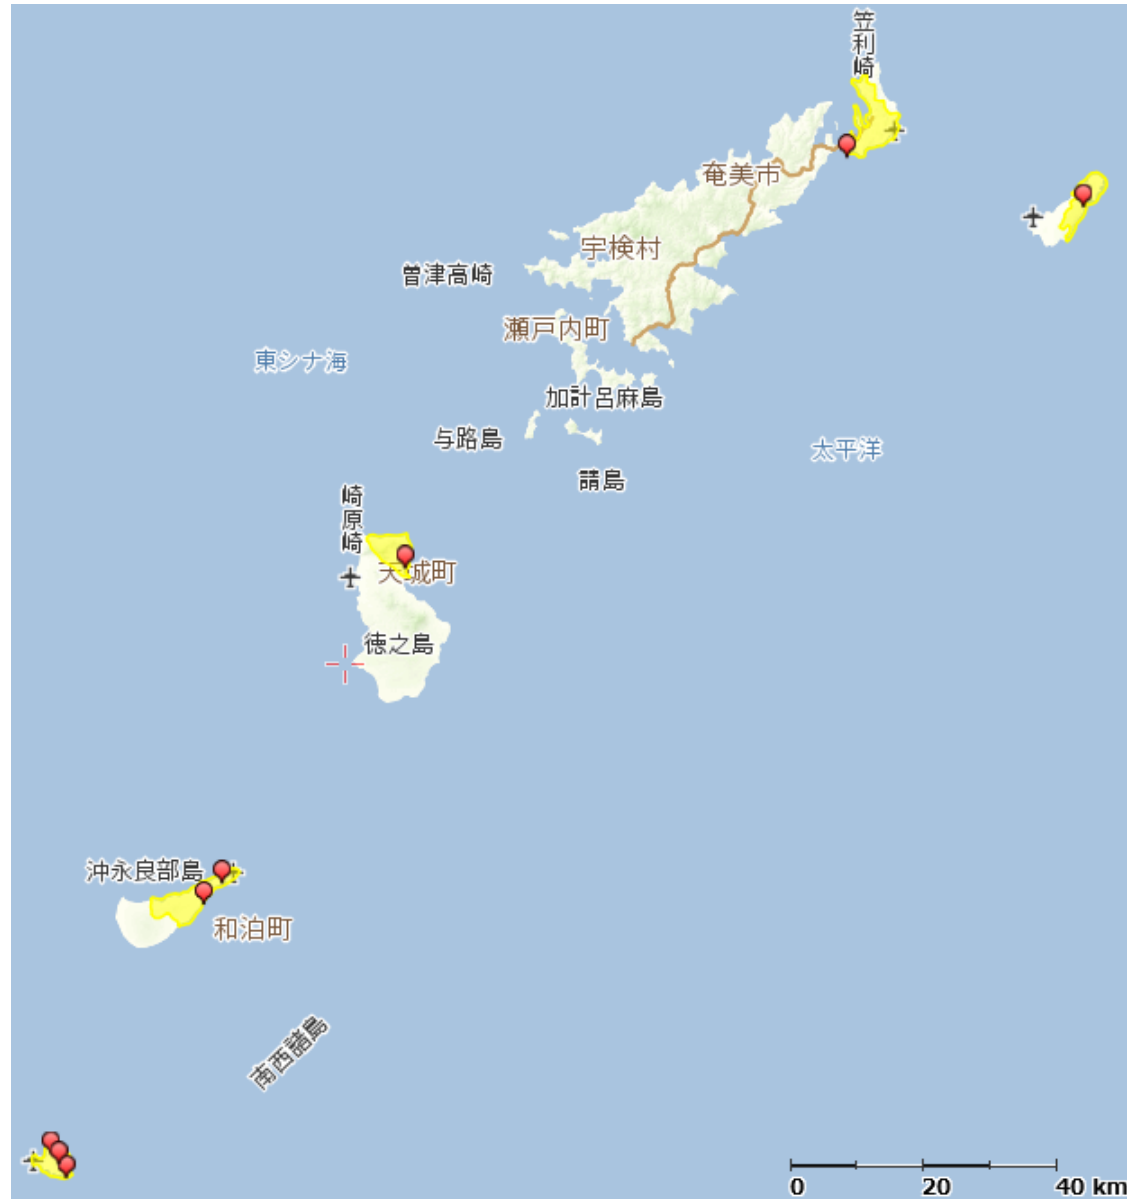 笠利崎
奄美市
宇検村
曽津高崎
瀬戸内町
東シナ海
加計呂麻島
与路島
太平洋
請島
崎原崎
天城町
徳之島
沖永良部島
和泊町
南西諸島
0 20 40 km